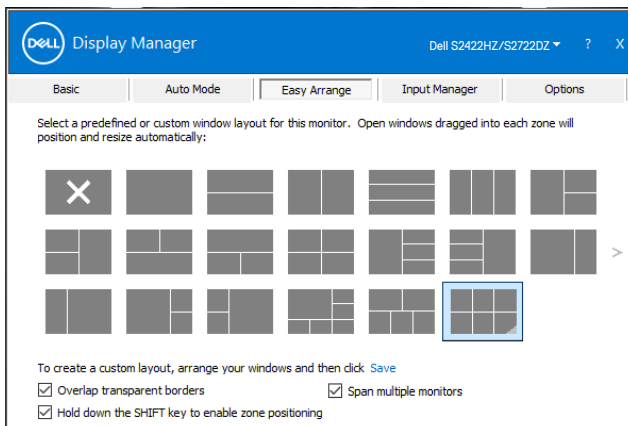 DELL Display Manager Dell S2422HZ/S2722DZ ? X
Basic Auto Mode Easy Arrange Input Manager Options
Select a predefined or custom window layout for this monitor. Open windows dragged into each zone will
position and resize automatically:
>
To create a custom layout, arrange your windows and then click Save
Overlap transparent borders Span multiple monitors
Hold down the SHIFT key to enable zone positioning